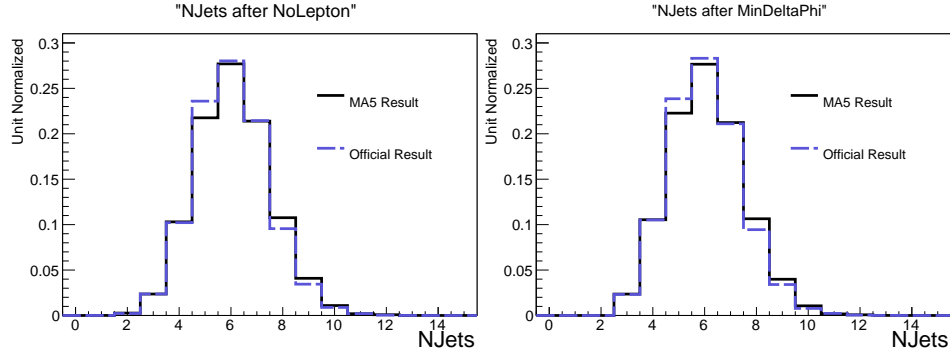 "NJets after NoLepton"
Unit Normalized
0.3
0.25
0.2
0.15
0.1
0.05
0
MA5 Result
Official Result
0 2 4 6 8 10 12 14
NJets
"NJets after MinDeltaPhi"
Unit Normalized
0.3
0.25
0.2
0.15
0.1
0.05
0
MA5 Result
Official Result
0 2 4 6 8 10 12 14
NJets